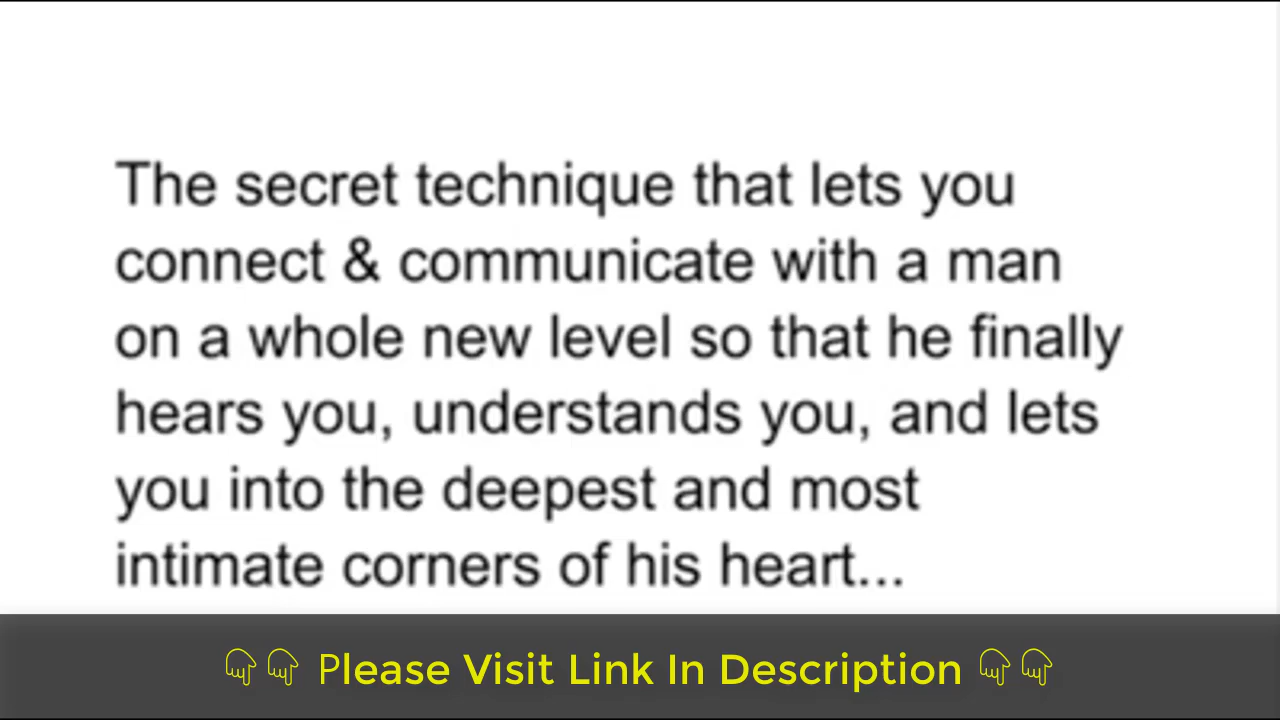 The secret technique that lets you
connect & communicate with a man
on a whole new level so that he finally
hears you, understands you, and lets
you into the deepest and most
intimate corners of his heart...
👇👇 Please Visit Link In Description 👇👇